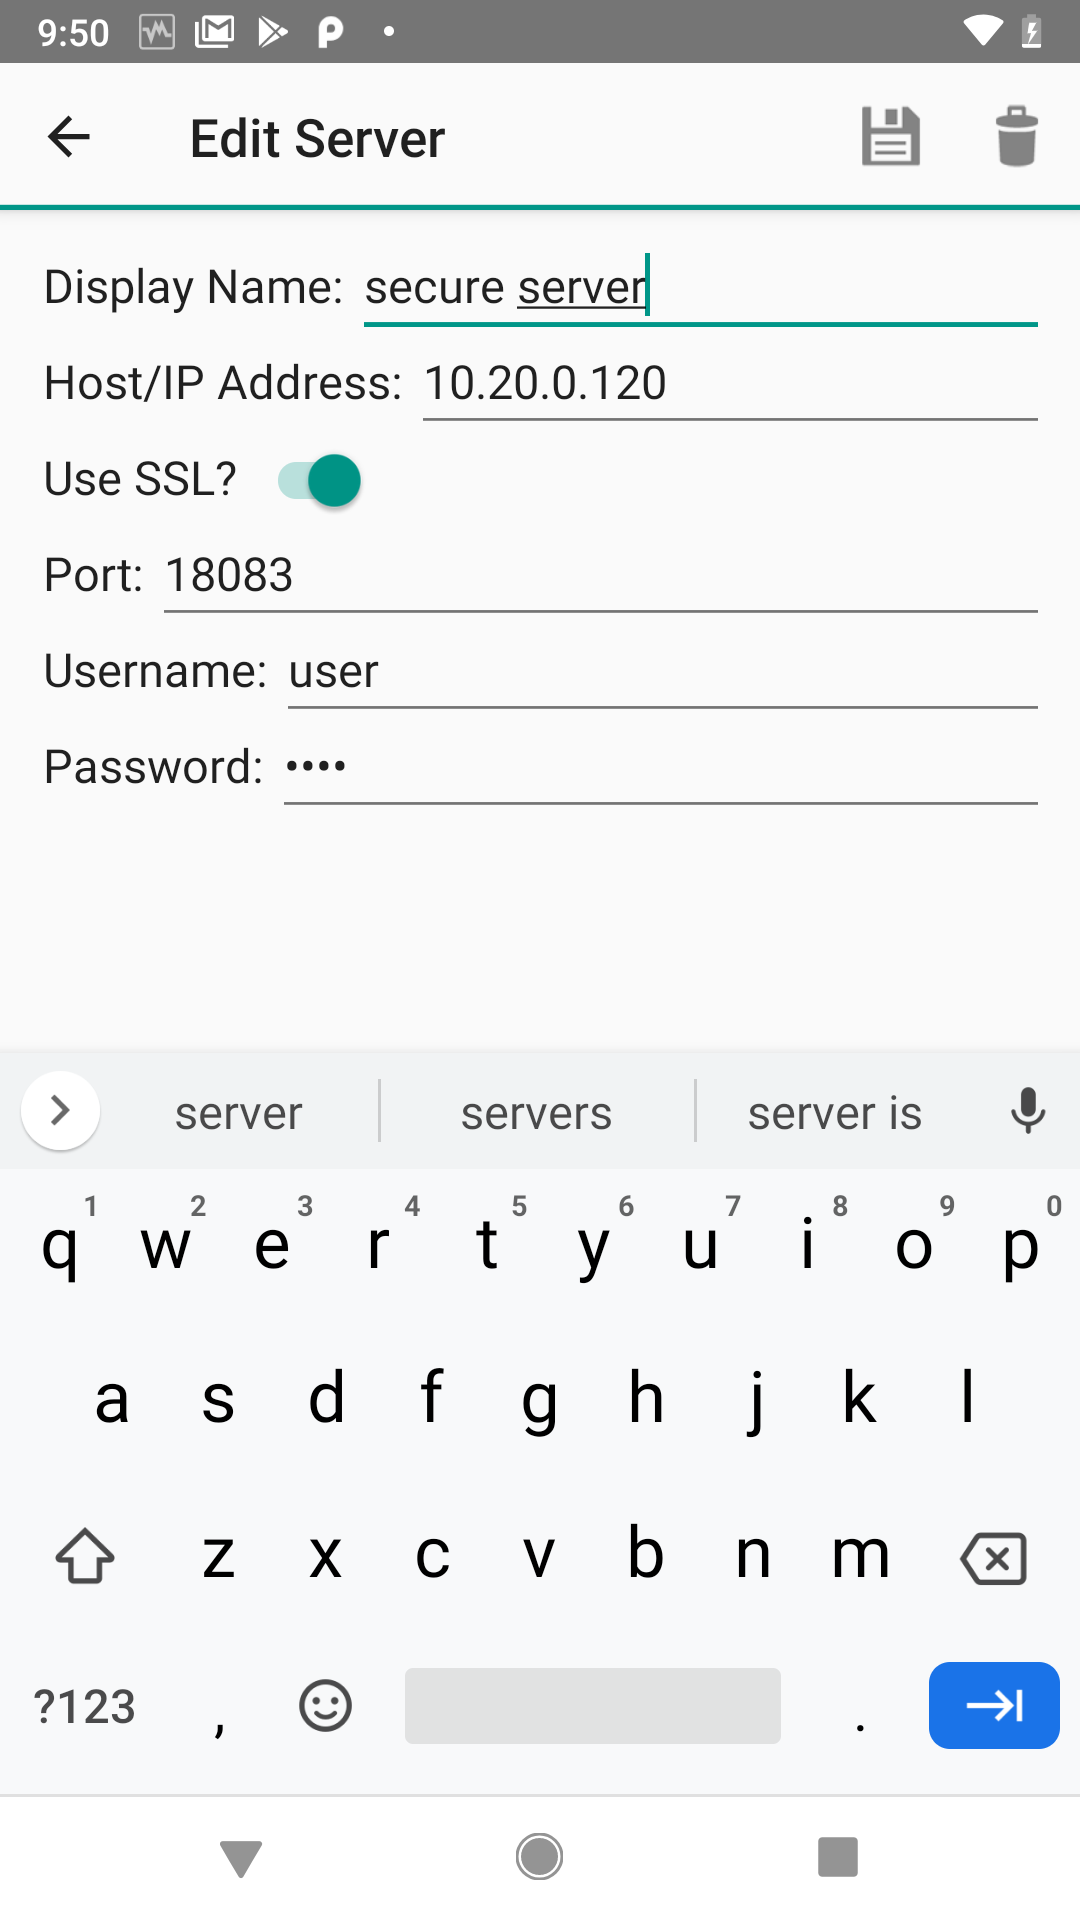 9:50
Edit Server
Display Name: secure server
Host/IP Address: 10.20.0.120
Use SSL?
Port: 18083
Username: user
Password: ••••
server servers server is
1 2 3 4 5 6 7 8 9 0
q w e r t y u i o p
a s d f g h j k l
z x c v b n m
?123 , .